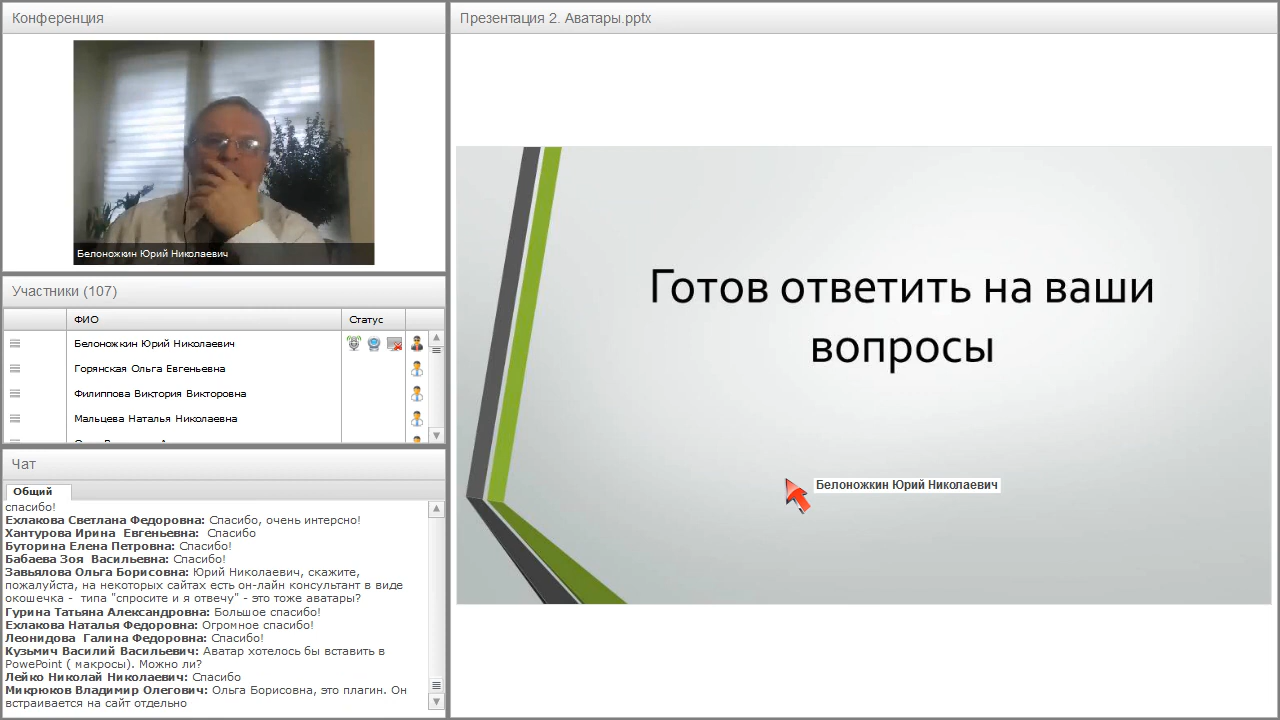 Конференция
Белоножкин Юрий Николаевич
Участники (107)
ФИО
Статус
Белоножкин Юрий Николаевич
Горянская Ольга Евгеньевна
Филиппова Виктория Викторовна
Мальцева Наталья Николаевна
Чат
Общий
спасибо!
Ехлакова Светлана Федоровна: Спасибо, очень интерсно!
Хантурова Ирина Евгеньевна: Спасибо
Буторина Елена Петровна: Спасибо!
Бабаева Зоя Васильевна: Спасибо!
Завьялова Ольга Борисовна: Юрий Николаевич, скажите,
пожалуйста, на некоторых сайтах есть он-лайн консультант в виде
окошечка - типа "спросите и я отвечу" - это тоже аватары?
Гурина Татьяна Александровна: Большое спасибо!
Ехлакова Наталья Федоровна: Огромное спасибо!
Леонидова Галина Федоровна: Спасибо!
Кузьмич Василий Васильевич: Аватар хотелось бы вставить в
PowePoint ( макросы). Можно ли?
Лейко Николай Николаевич: Спасибо
Микрюков Владимир Олегович: Ольга Борисовна, это плагин. Он
встраивается на сайт отдельно
Презентация 2. Аватары.pptx
Готов ответить на ваши
вопросы
Белоножкин Юрий Николаевич